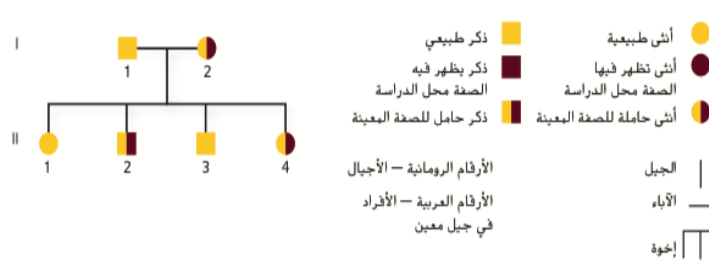 I
1
2
II
1
2
3
4
أنثى طبيعية
ذكر طبيعي
أنثى تظهر فيها
الصفة محل الدراسة
ذكر يظهر فيه
الصفة محل الدراسة
أنثى حاملة للصفة المعينة
ذكر حامل للصفة المعينة
الجيل
الأرقام الرومانية – الأجيال
الآباء
الأرقام العربية – الأفراد
في جيل معين
إخوة